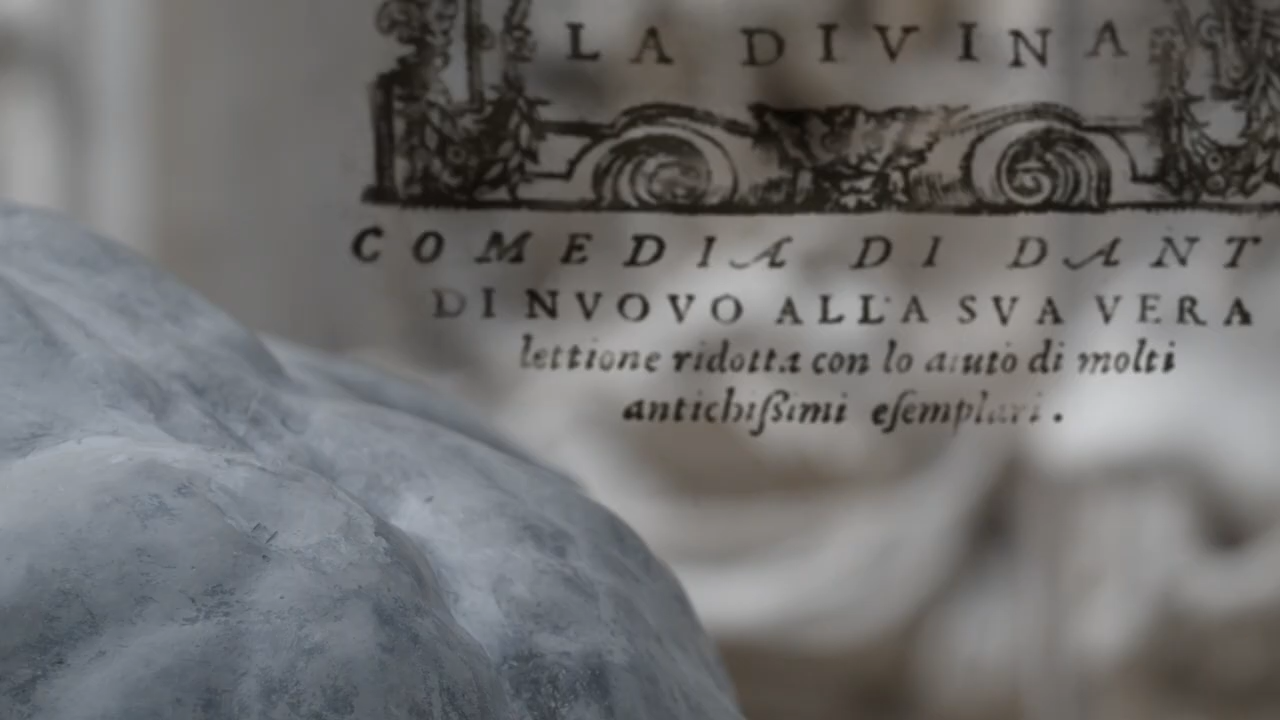 LA DIVINA
COMEDIA DI DANT
DI NVOVO ALL'A SVA VERA
lettione ridotta con lo aiuto di molti
antichiſſimi eſemplari.